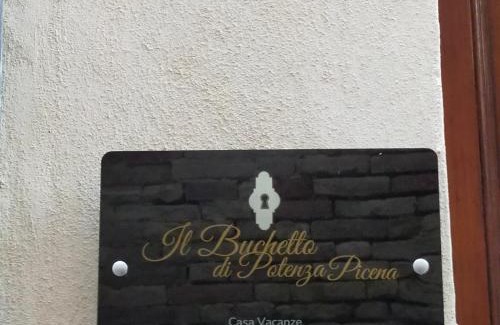 Il Buchetto
di Potenza Picena
Casa Vacanze